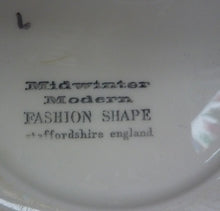 Midwinter
Modern
FASHION SHAPE
staffordshire england